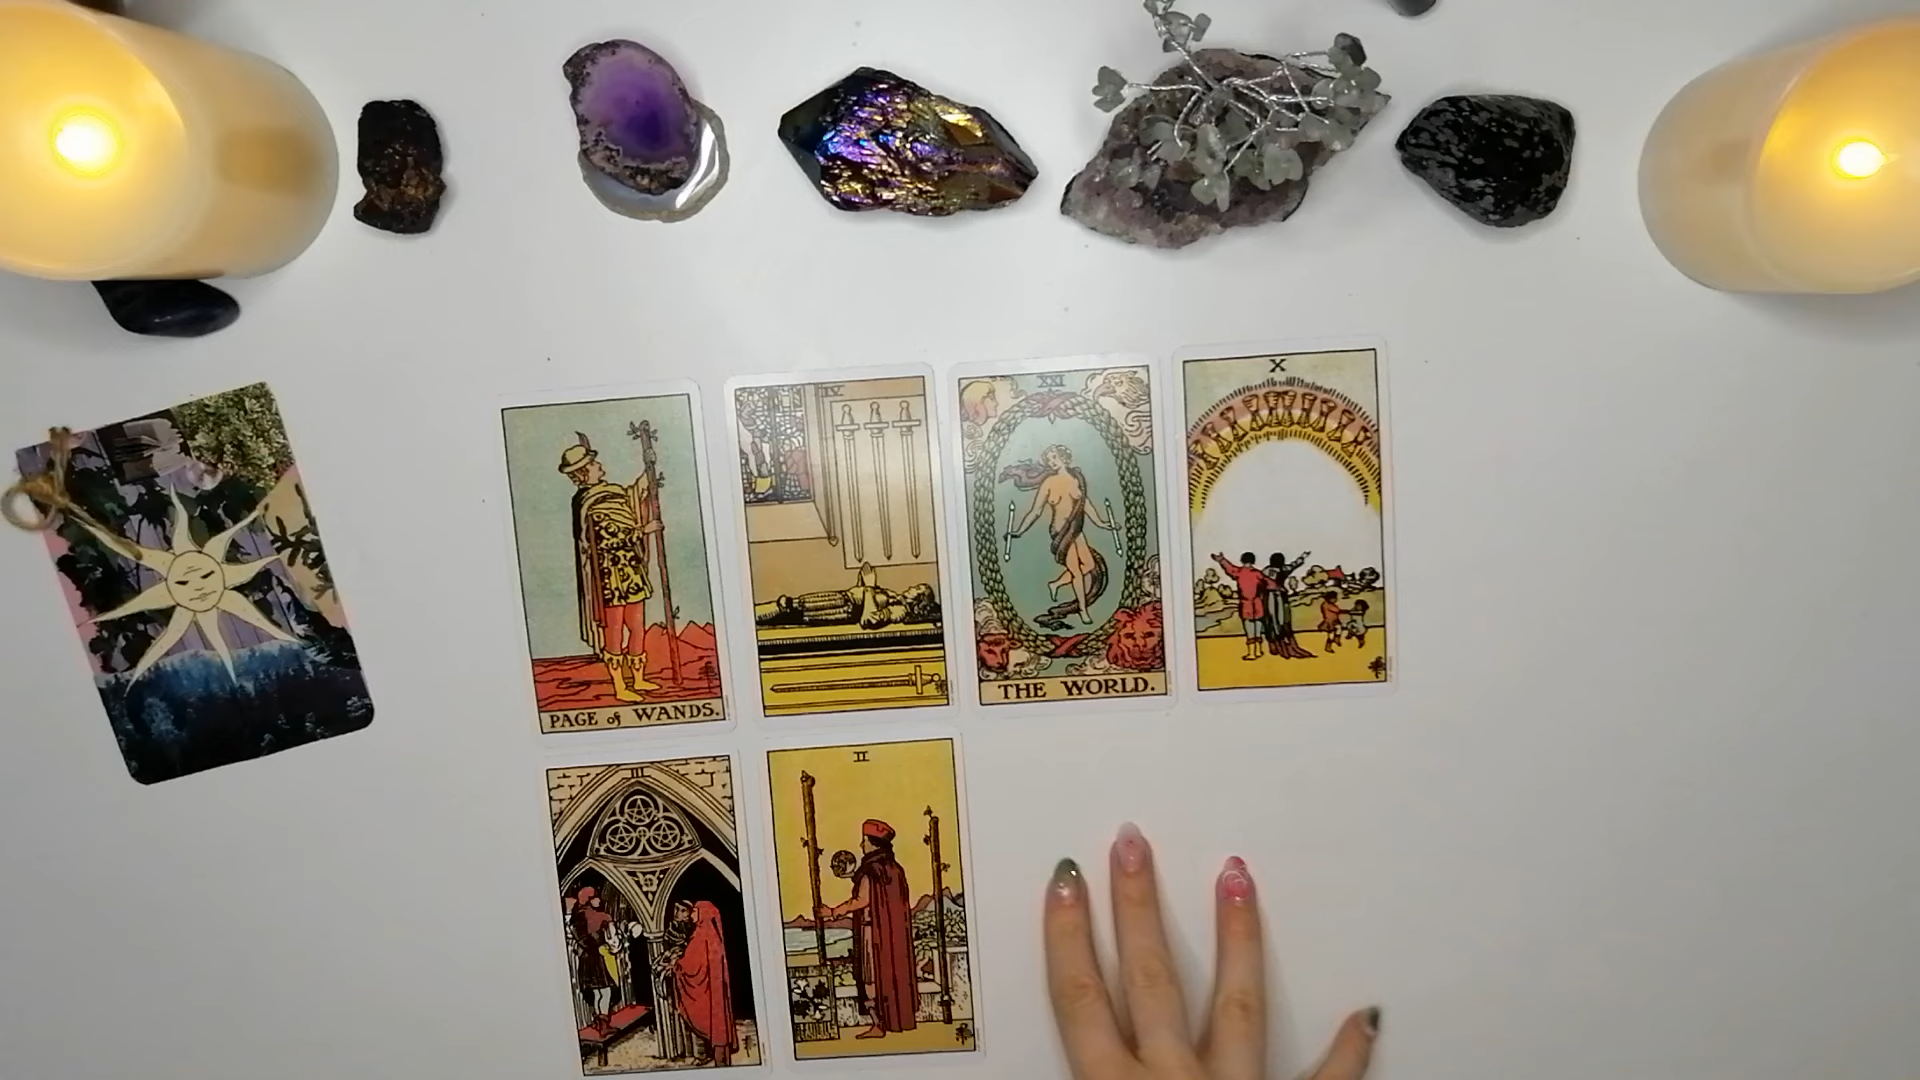 IV
XXI
X
PAGE of WANDS.
THE WORLD.
III
II